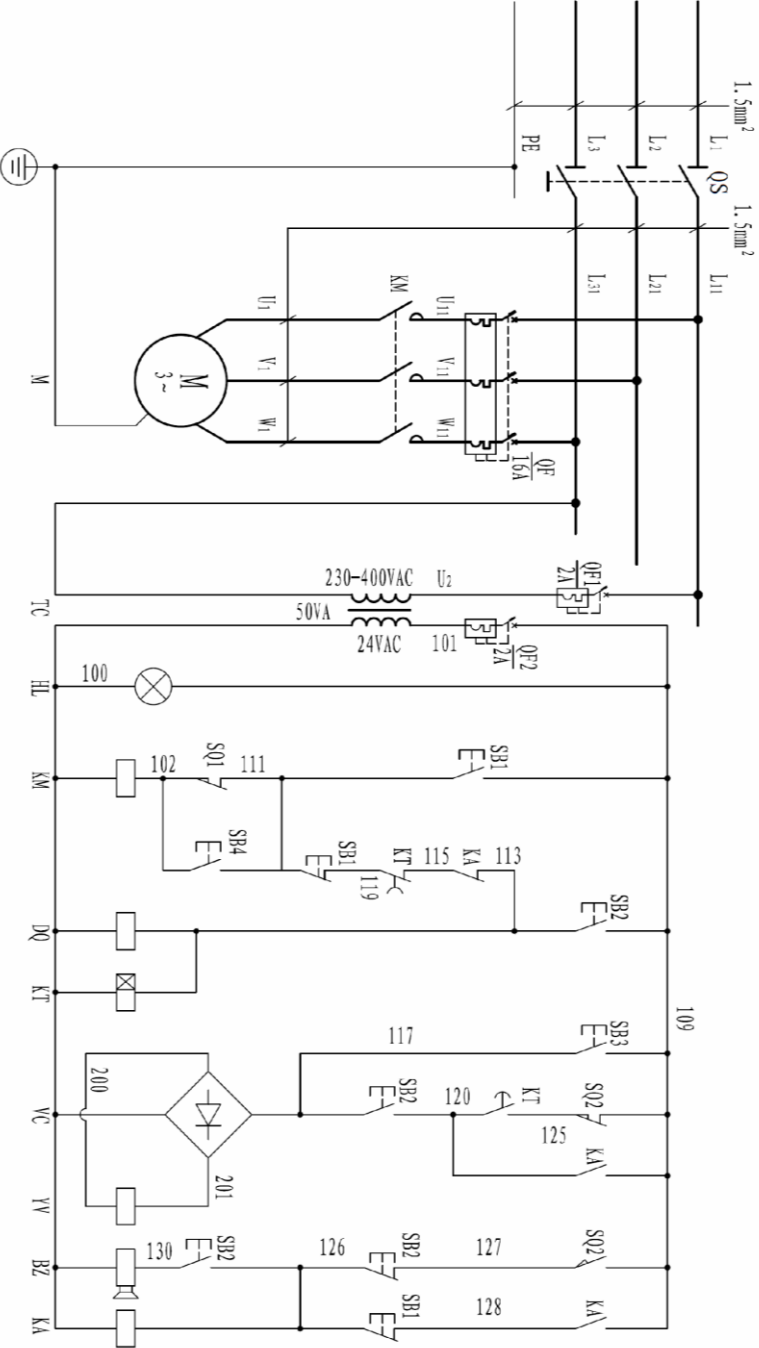 1.5mm²
L1
L2
L3
PE
QS
1.5mm²
L11
L21
L31
KM
U11
V11
W11
U1
V1
W1
M
3~
M
QF
16A
230-400VAC
U2
QF1
2A
50VA
24VAC
101
QF2
2A
TC
100
HL
SB1
SQ1
111
102
KM
SB4
SB1
KT
119
115
KA
113
SB2
DQ
KT
109
SB3
117
SB2
120
KT
SQ2
125
200
VC
KA
201
YV
SB2
130
126
SB2
127
SQ2
BZ
SB1
128
KA
KA